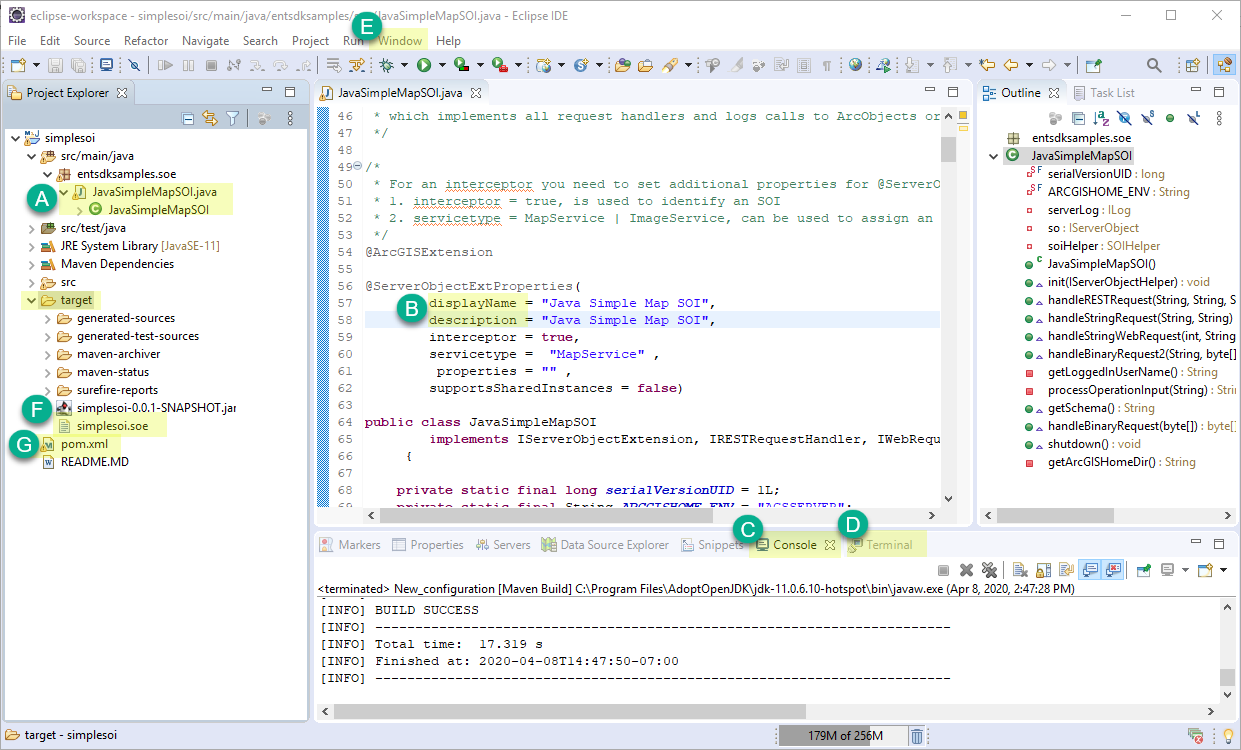 eclipse-workspace - simplesoi/src/main/java/entsdksamples/ /JavaSimpleMapSOI.java - Eclipse IDE
E
File Edit Source Refactor Navigate Search Project Run Window Help
Project Explorer
simplesoi
src/main/java
entsdksamples.soe
A
JavaSimpleMapSOI.java
JavaSimpleMapSOI
src/test/java
JRE System Library [JavaSE-11]
Maven Dependencies
src
target
generated-sources
generated-test-sources
maven-archiver
maven-status
surefire-reports
F
simplesoi-0.0.1-SNAPSHOT.jar
simplesoi.soe
G
pom.xml
README.MD
JavaSimpleMapSOI.java
46 * which implements all request handlers and logs calls to ArcObjects or
47 */
48
49 /*
50 * For an interceptor you need to set additional properties for @ServerO
51 * 1. interceptor = true, is used to identify an SOI
52 * 2. servicetype = MapService | ImageService, can be used to assign an
53 */
54 @ArcGISExtension
55
56 @ServerObjectExtProperties(
B
57 displayName = "Java Simple Map SOI",
58 description = "Java Simple Map SOI",
59 interceptor = true,
60 servicetype =  "MapService" ,
61 properties = "" ,
62 supportsSharedInstances = false)
63
64 public class JavaSimpleMapSOI
65 implements IServerObjectExtension, IRESTRequestHandler, IWebRequ
66 {
67
68 private static final long serialVersionUID = 1L;
69 private static final String ARCGISHOME_ENV = "AGSSERVER";
Outline Task List
entsdksamples.soe
JavaSimpleMapSOI
serialVersionUID : long
ARCGISHOME_ENV : String
serverLog : ILog
so : IServerObject
soiHelper : SOIHelper
JavaSimpleMapSOI()
init(IServerObjectHelper) : void
handleRESTRequest(String, String, S
handleStringRequest(String, String)
handleStringWebRequest(int, String
handleBinaryRequest2(String, byte[]
getLoggedInUserName() : String
processOperationInput(String) : Stri
getSchema() : String
handleBinaryRequest(byte[]) : byte[]
shutdown() : void
getArcGISHomeDir() : String
C D
Markers Properties Servers Data Source Explorer Snippets Console Terminal
<terminated> New_configuration [Maven Build] C:\Program Files\AdoptOpenJDK\jdk-11.0.6.10-hotspot\bin\javaw.exe (Apr 8, 2020, 2:47:28 PM)
[INFO] BUILD SUCCESS
[INFO] ------------------------------------------------------------------------
[INFO] Total time:  17.319 s
[INFO] Finished at: 2020-04-08T14:47:50-07:00
[INFO] ------------------------------------------------------------------------
target - simplesoi
179M of 256M